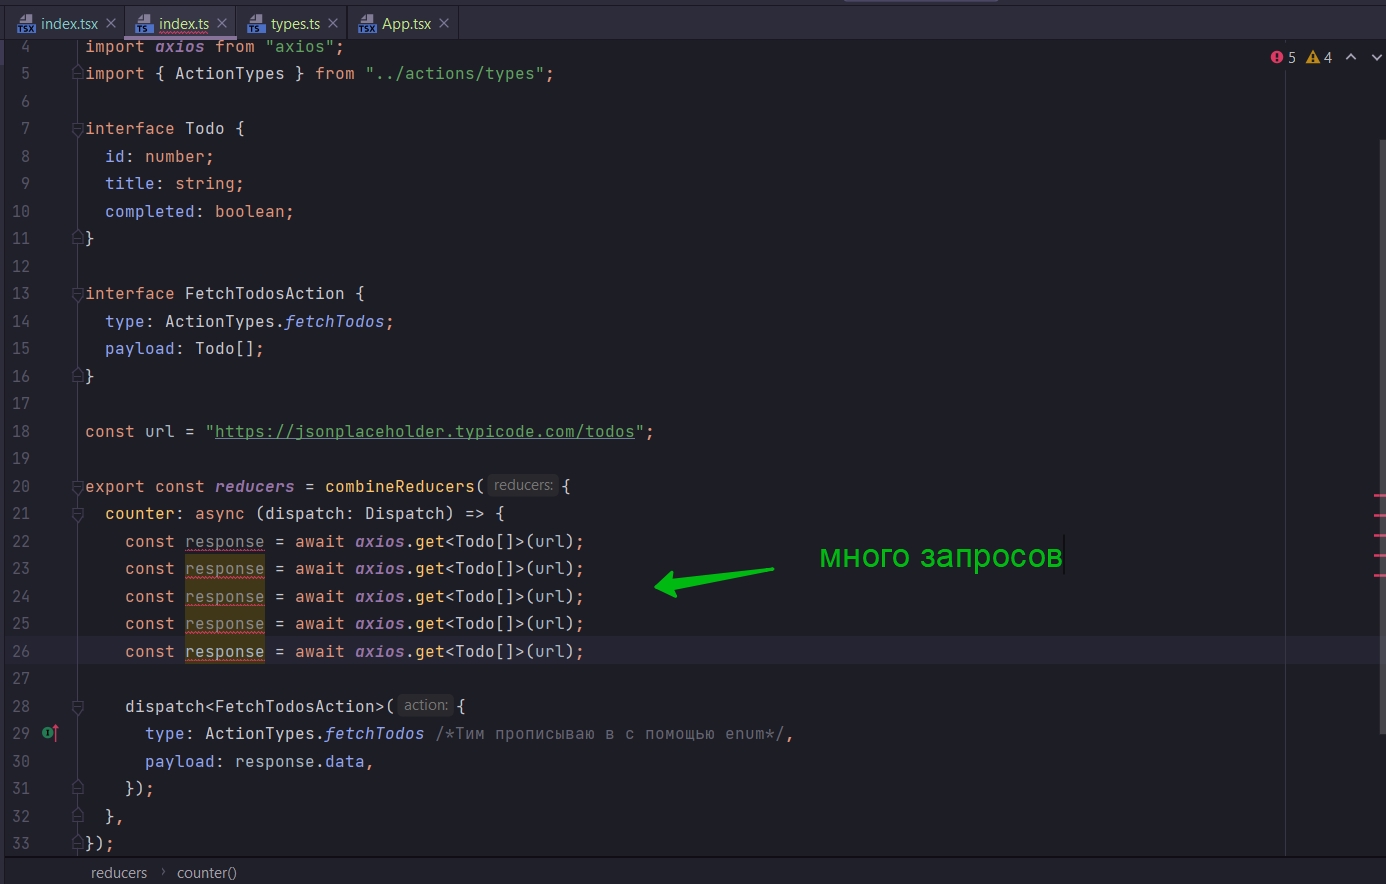 index.tsx index.ts types.ts App.tsx
4 import axios from "axios";
5 import { ActionTypes } from "../actions/types";
5 4
6
7 interface Todo {
8 id: number;
9 title: string;
10 completed: boolean;
11 }
12
13 interface FetchTodosAction {
14 type: ActionTypes.fetchTodos;
15 payload: Todo[];
16 }
17
18 const url = "https://jsonplaceholder.typicode.com/todos";
19
20 export const reducers = combineReducers( reducers: {
21 counter: async (dispatch: Dispatch) => {
22 const response = await axios.get<Todo[]>(url);
23 const response = await axios.get<Todo[]>(url);
много запросов
24 const response = await axios.get<Todo[]>(url);
25 const response = await axios.get<Todo[]>(url);
26 const response = await axios.get<Todo[]>(url);
27
28 dispatch<FetchTodosAction>( action: {
29 type: ActionTypes.fetchTodos /*Тим прописываю в с помощью enum*/,
30 payload: response.data,
31 });
32 },
33 });
reducers › counter()